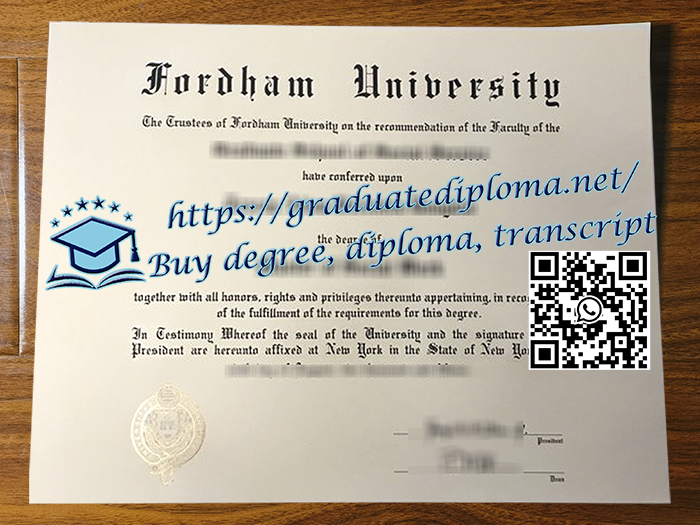 Fordham University
The Trustees of Fordham University on the recommendation of the Faculty of the
have conferred upon
https://graduatediploma.net/
the degree of
Buy degree, diploma, transcript
together with all honors, rights and privileges thereunto appertaining, in
of the fulfillment of the requirements for this degree.
In Testimony Whereof the seal of the University and the signature
President are hereunto affixed at New York in the State of New
President
Dean